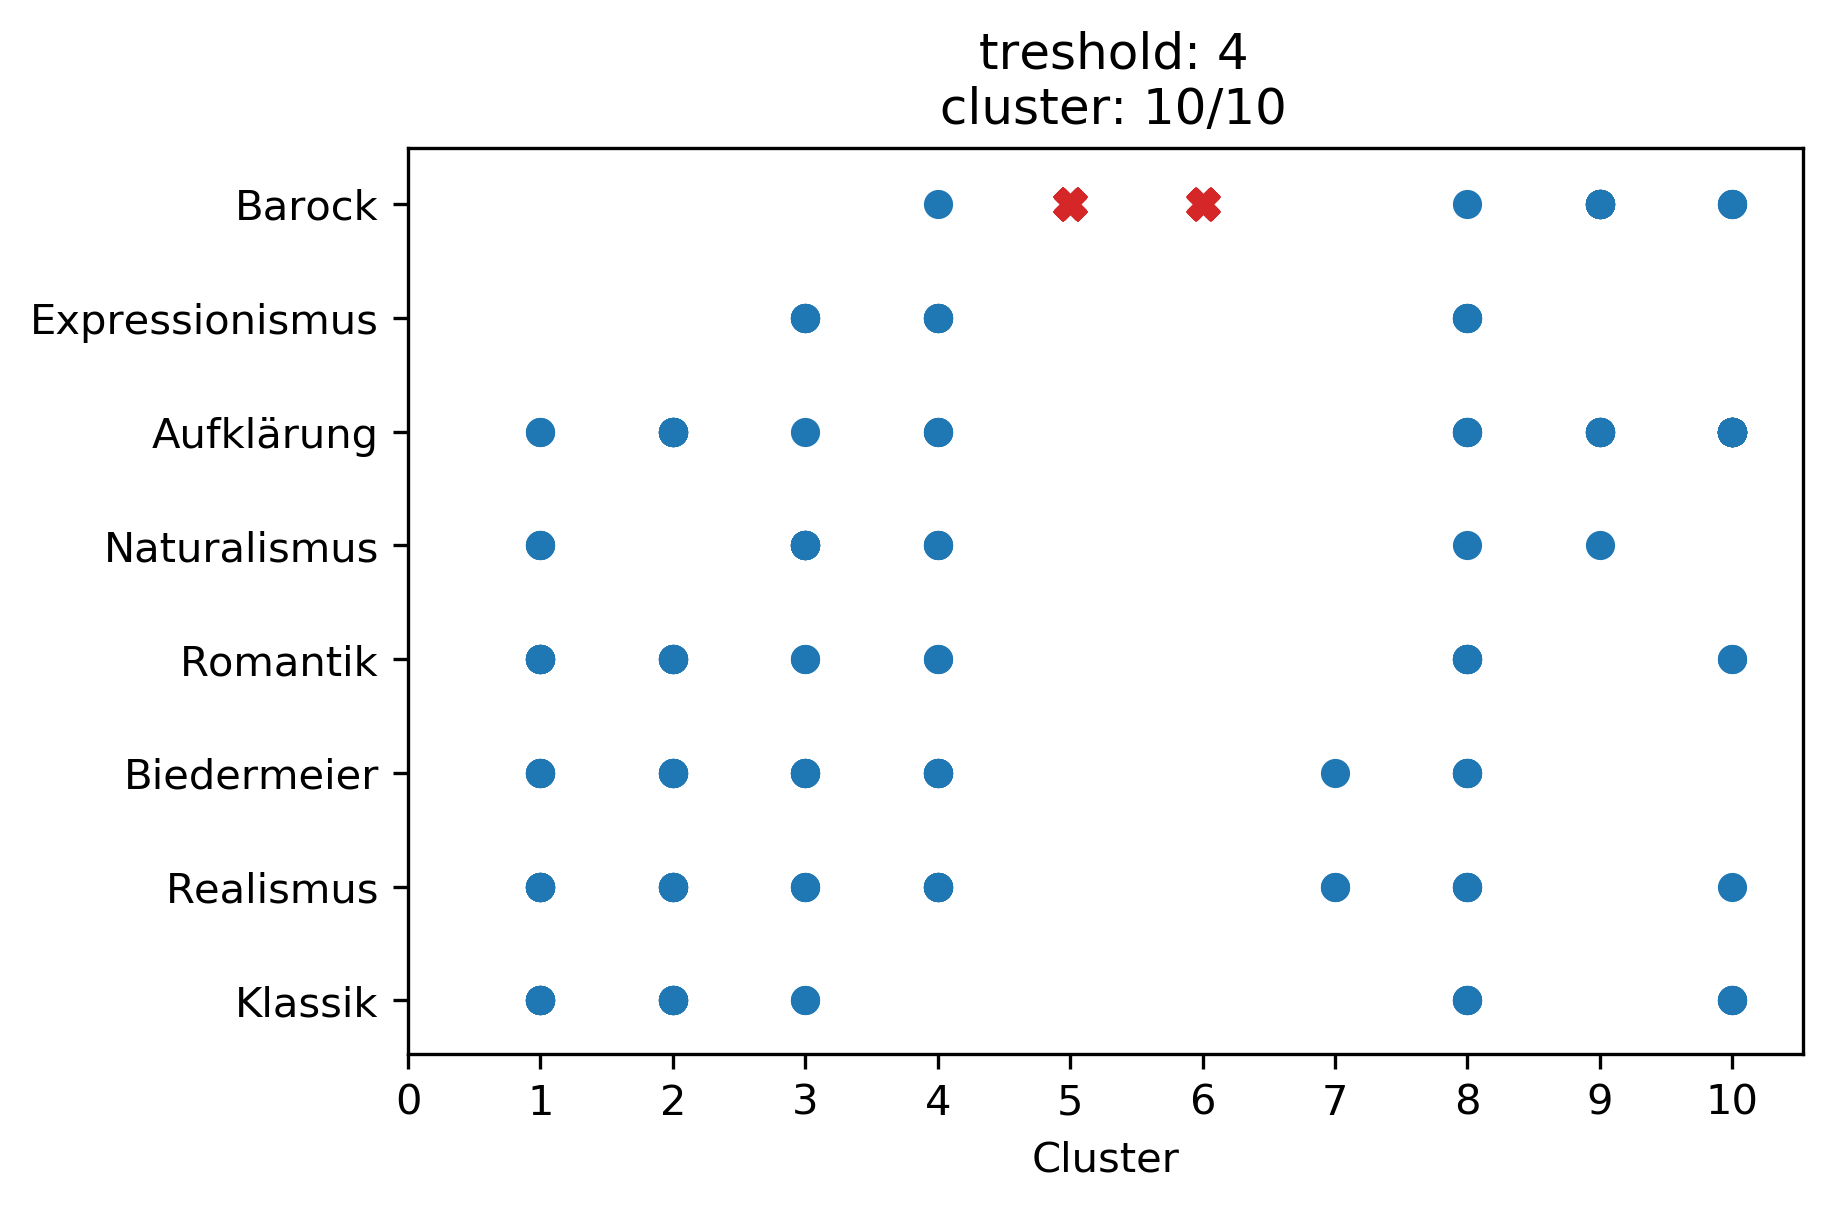 treshold: 4
cluster: 10/10
Barock
Expressionismus
Aufklärung
Naturalismus
Romantik
Biedermeier
Realismus
Klassik
0 1 2 3 4 5 6 7 8 9 10
Cluster